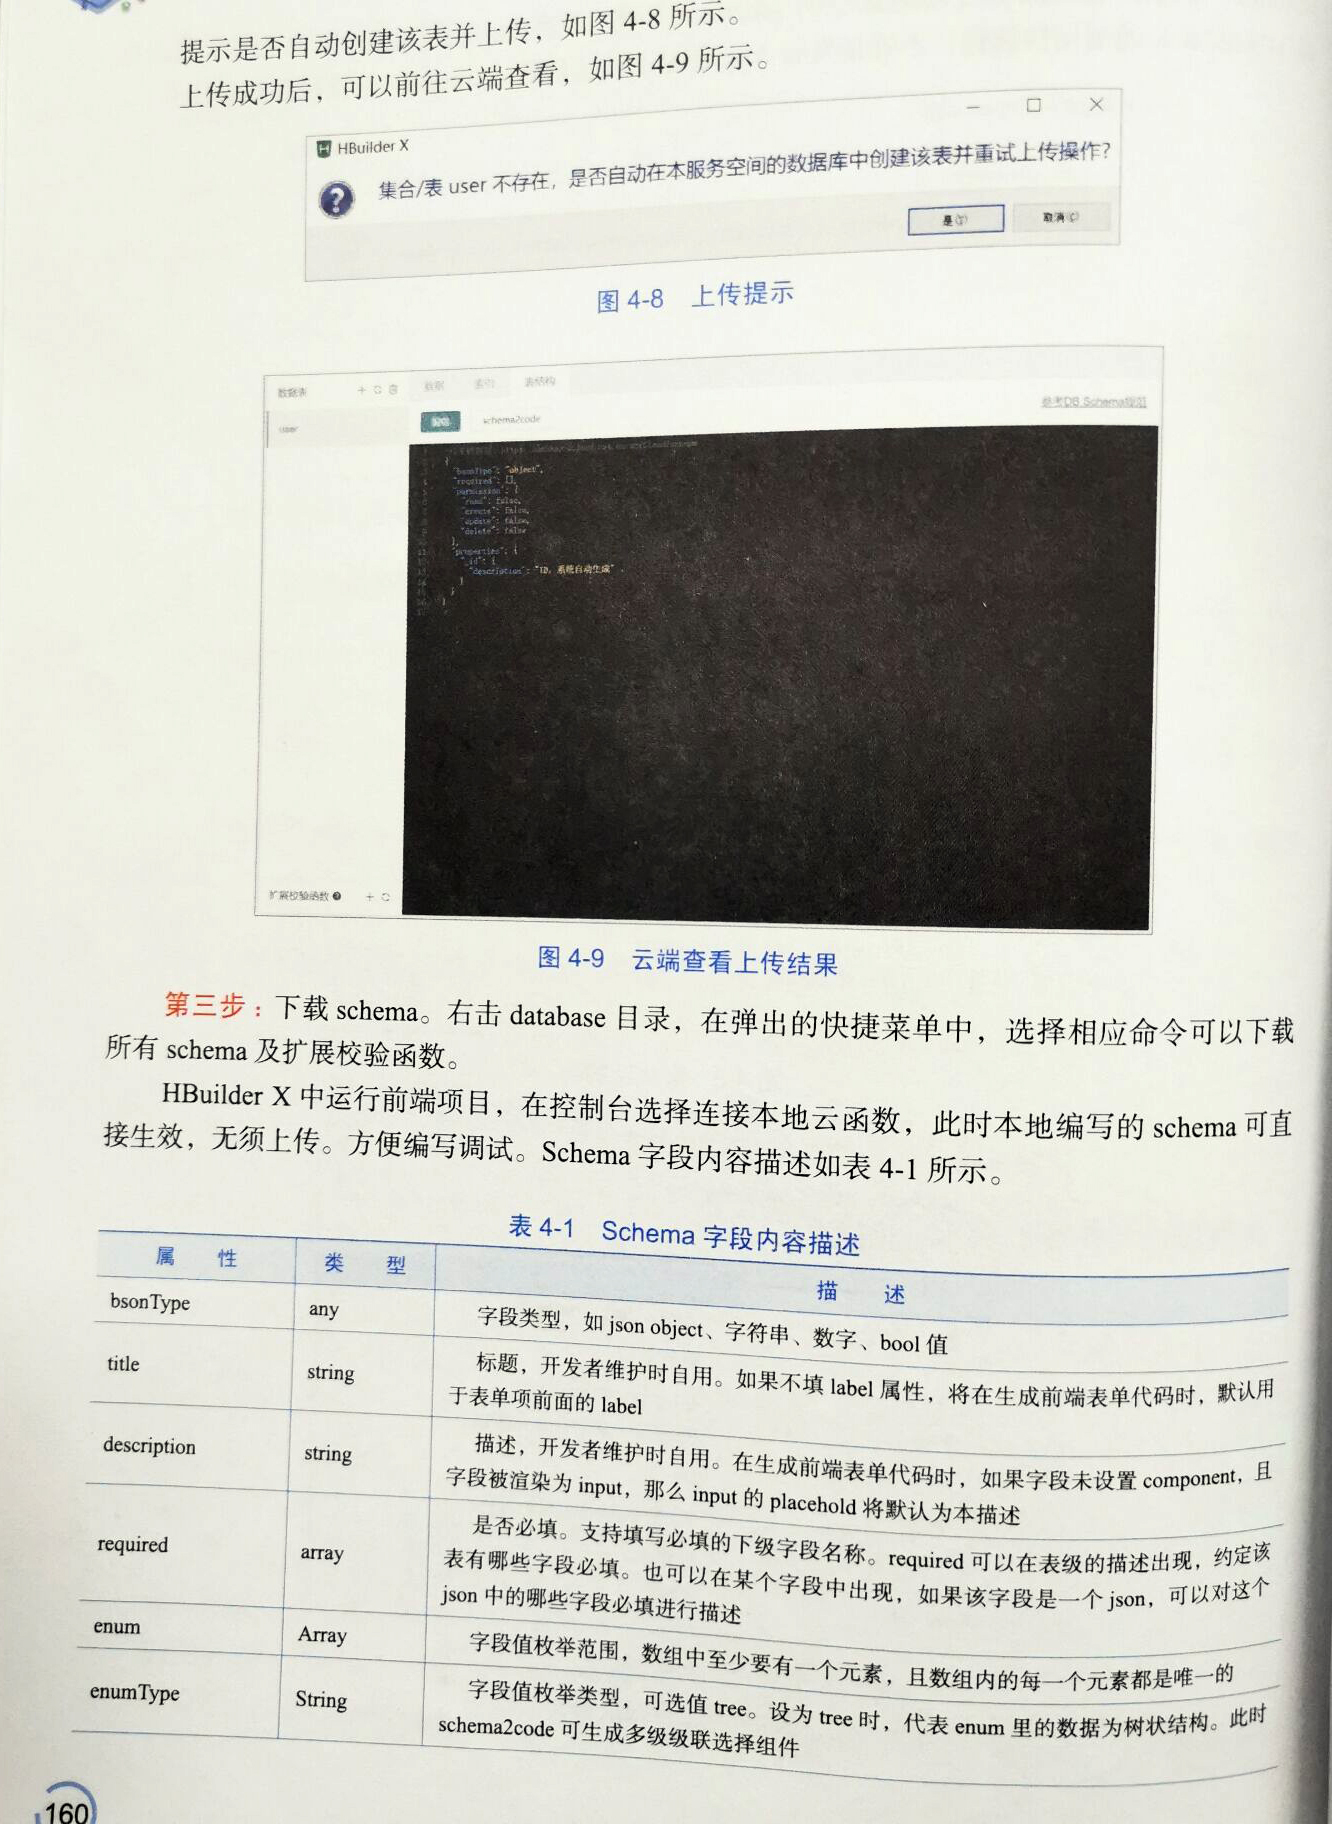 提示是否自动创建该表并上传，如图 4-8 所示。
上传成功后，可以前往云端查看，如图 4-9 所示。
HBuilder X
集合/表 user 不存在，是否自动在本服务空间的数据库中创建该表并重试上传操作?
是(Y) 取消(C)
图 4-8 上传提示
数据表 数据 索引 表结构
user schema2code
"bsonType": "object",
"required": [],
"permission": {
"read": false,
"create": false,
"update": false,
"delete": false
},
"properties": {
"_id": {
"description": "ID，系统自动生成"
}
}
}
扩展校验函数
图 4-9 云端查看上传结果
第三步：下载 schema。右击 database 目录，在弹出的快捷菜单中，选择相应命令可以下载
所有 schema 及扩展校验函数。
HBuilder X 中运行前端项目，在控制台选择连接本地云函数，此时本地编写的 schema 可直
接生效，无须上传。方便编写调试。Schema 字段内容描述如表 4-1 所示。
表 4-1 Schema 字段内容描述
属 性 类 型 描 述
bsonType any 字段类型，如 json object、字符串、数字、bool 值
title string 标题，开发者维护时自用。如果不填 label 属性，将在生成前端表单代码时，默认用
于表单项前面的 label
description string 描述，开发者维护时自用。在生成前端表单代码时，如果字段未设置 component，且
字段被渲染为 input，那么 input 的 placehold 将默认为本描述
required array 是否必填。支持填写必填的下级字段名称。required 可以在表级的描述出现，约定该
表有哪些字段必填。也可以在某个字段中出现，如果该字段是一个 json，可以对这个
json 中的哪些字段必填进行描述
enum Array 字段值枚举范围，数组中至少要有一个元素，且数组内的每一个元素都是唯一的
enumType String 字段值枚举类型，可选值 tree。设为 tree 时，代表 enum 里的数据为树状结构。此时
schema2code 可生成多级级联选择组件
160